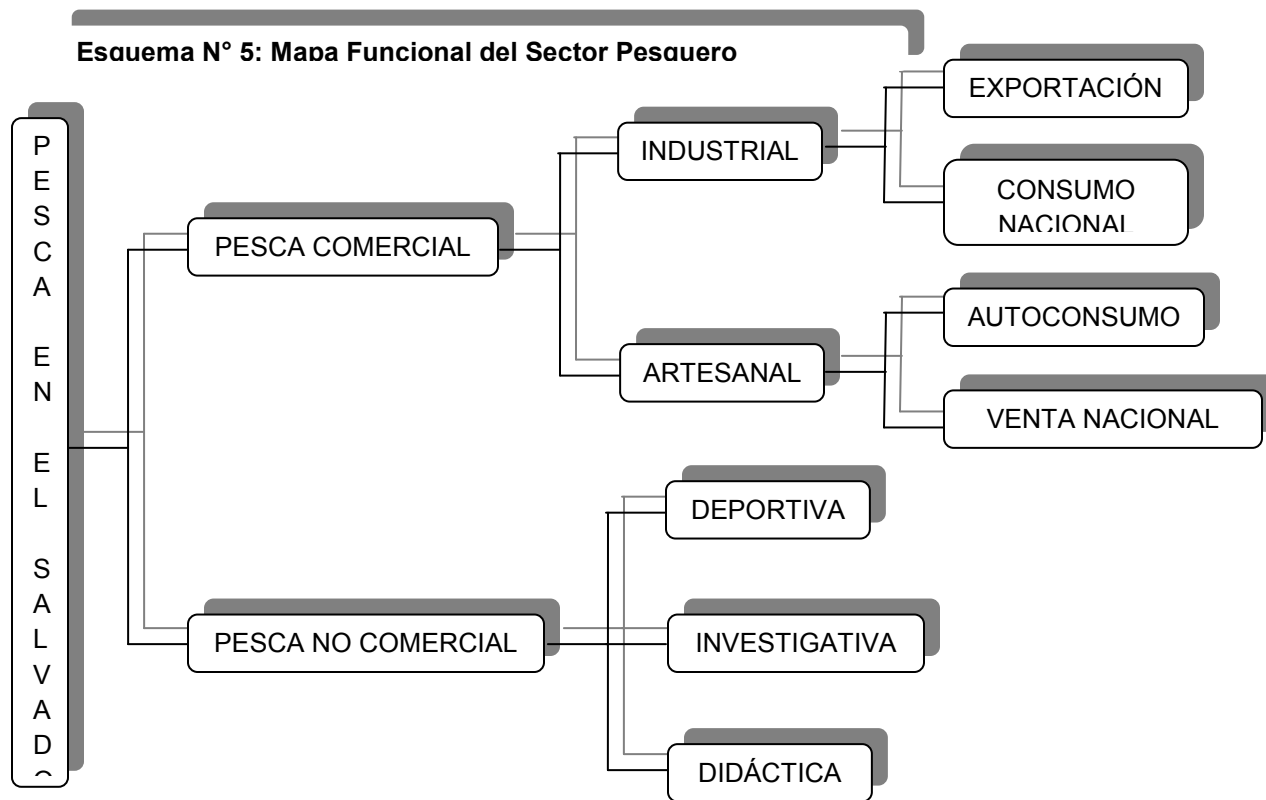 Esquema N° 5: Mapa Funcional del Sector Pesquero
PESCA EN EL SALVADO
PESCA COMERCIAL
INDUSTRIAL
EXPORTACIÓN
CONSUMO
NACIONAL
ARTESANAL
AUTOCONSUMO
VENTA NACIONAL
PESCA NO COMERCIAL
DEPORTIVA
INVESTIGATIVA
DIDÁCTICA